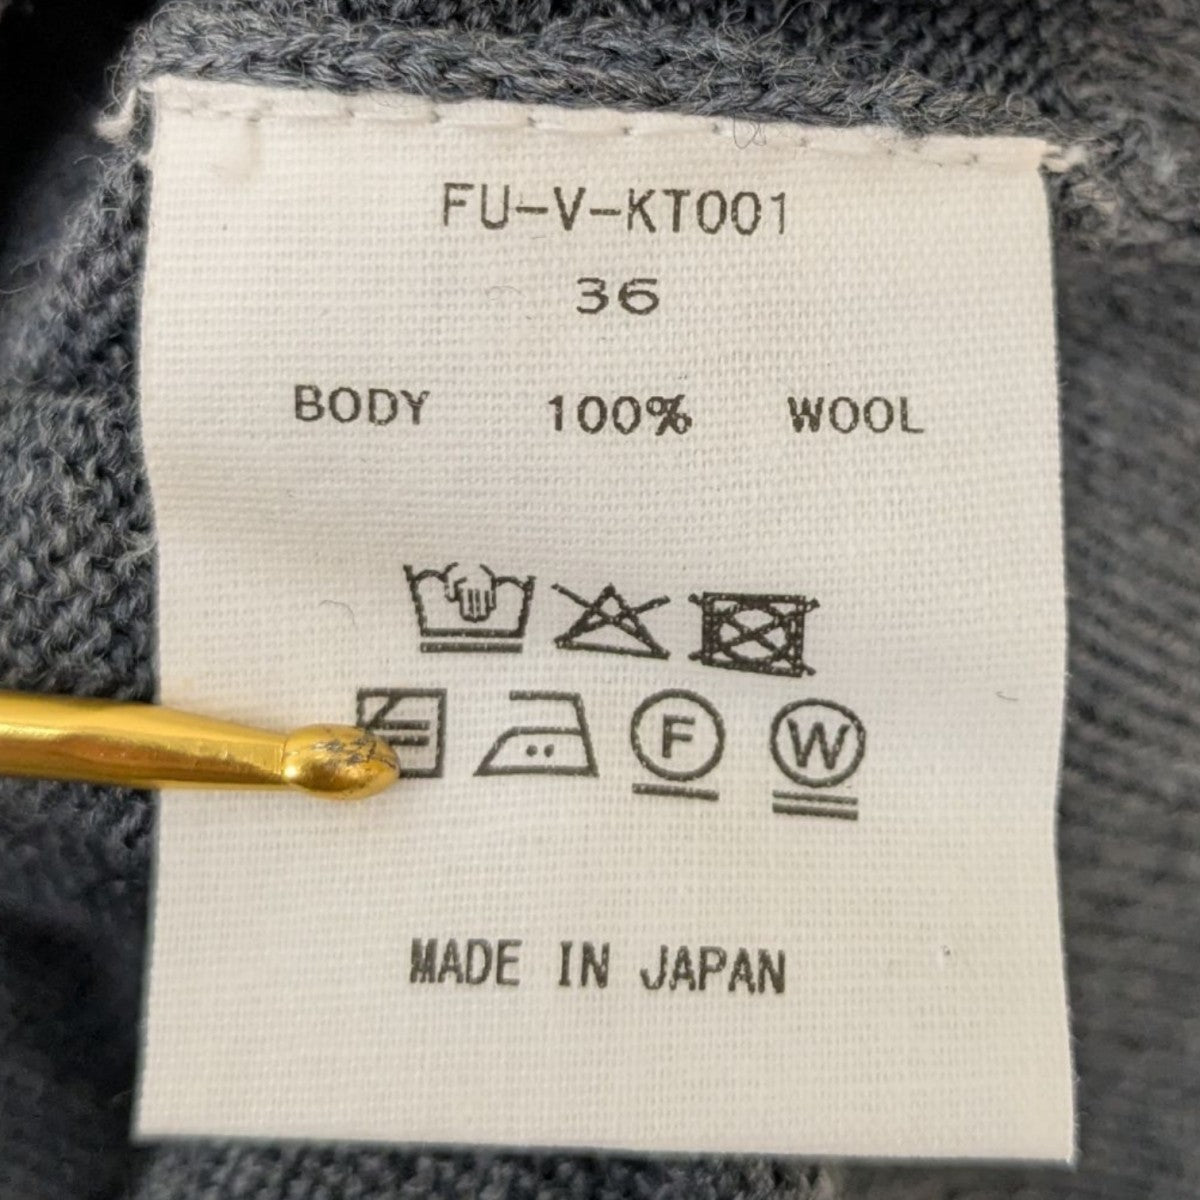 FU-V-KT001
36
BODY 100% WOOL
F W
MADE IN JAPAN